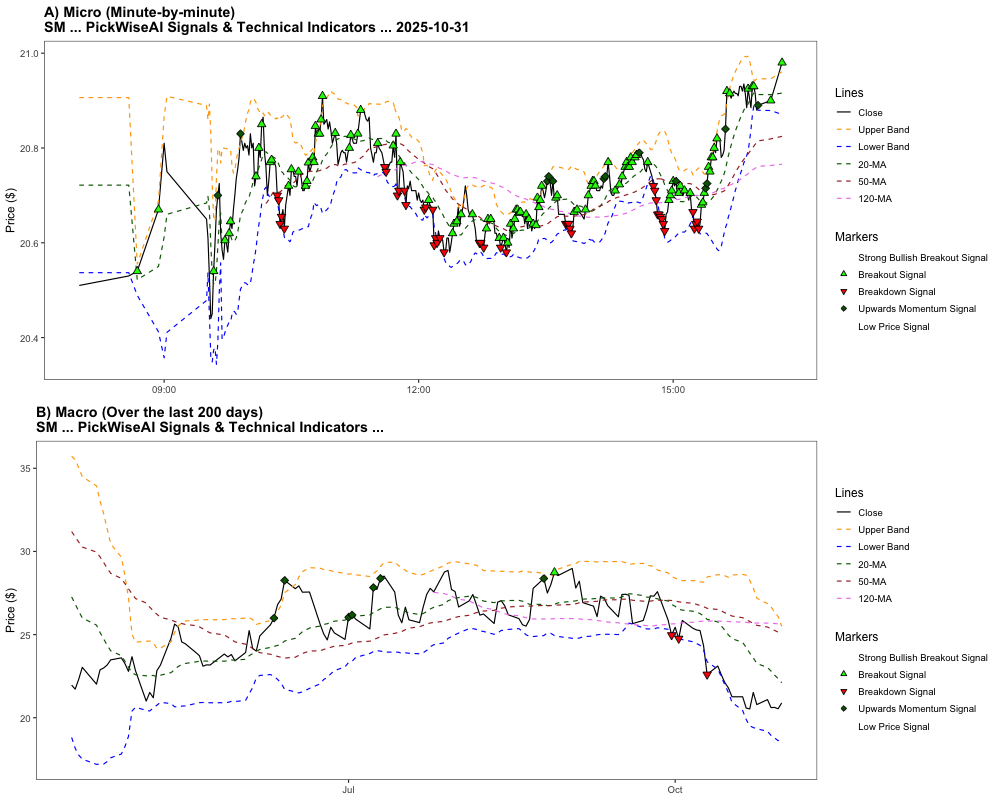 A) Micro (Minute-by-minute)
SM ... PickWiseAI Signals & Technical Indicators ... 2025-10-31
Price ($)
21.0
20.8
20.6
20.4
09:00
12:00
15:00
Lines
Close
Upper Band
Lower Band
20-MA
50-MA
120-MA
Markers
Strong Bullish Breakout Signal
Breakout Signal
Breakdown Signal
Upwards Momentum Signal
Low Price Signal
B) Macro (Over the last 200 days)
SM ... PickWiseAI Signals & Technical Indicators ...
Price ($)
35
30
25
20
Jul
Oct
Lines
Close
Upper Band
Lower Band
20-MA
50-MA
120-MA
Markers
Strong Bullish Breakout Signal
Breakout Signal
Breakdown Signal
Upwards Momentum Signal
Low Price Signal